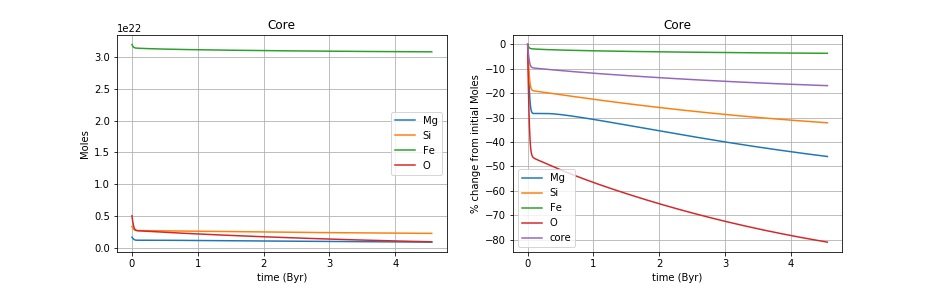 Core
1e22
3.0
2.5
2.0
1.5
1.0
0.5
0.0
Moles
Mg
Si
Fe
O
0
1
2
3
4
time (Byr)
Core
0
−10
−20
−30
−40
−50
−60
−70
−80
% change from initial Moles
Mg
Si
Fe
O
core
0
1
2
3
4
time (Byr)